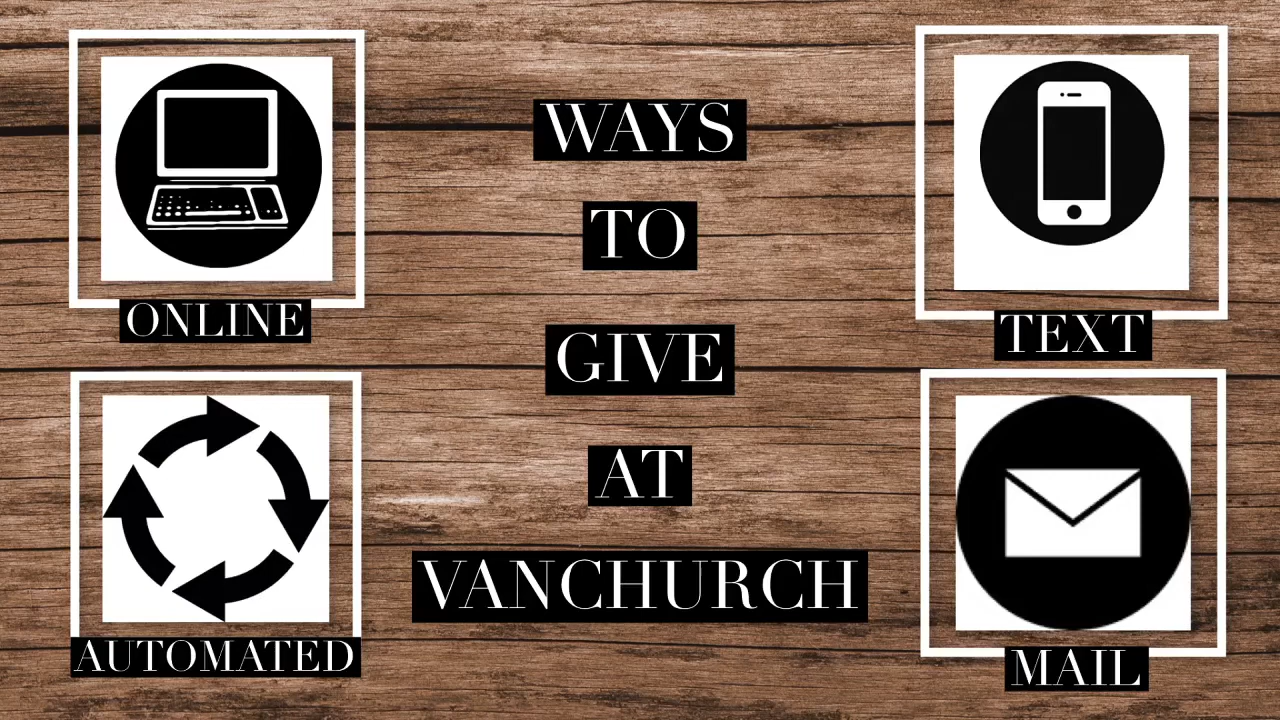 WAYS
TO
GIVE
AT
VANCHURCH
ONLINE
TEXT
AUTOMATED
MAIL